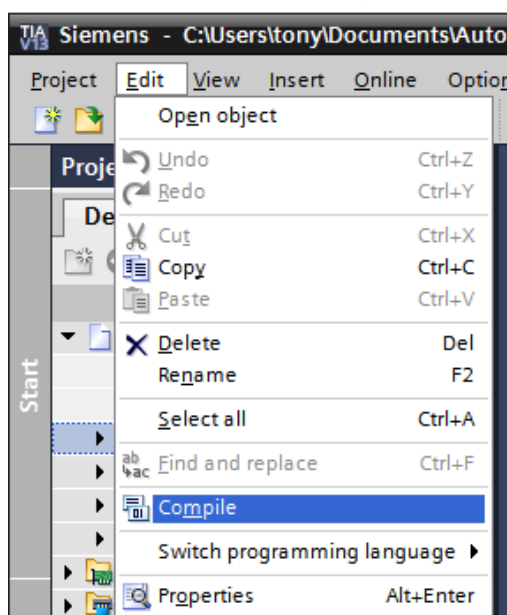 TIA V13 Siemens - C:\Users\tony\Documents\Auto
Project Edit View Insert Online Option
Open object
Proje
Undo Ctrl+Z
Redo Ctrl+Y
De
Cut Ctrl+X
Copy Ctrl+C
Paste Ctrl+V
Delete Del
Rename F2
Start
Select all Ctrl+A
Find and replace Ctrl+F
Compile
Switch programming language
Properties Alt+Enter